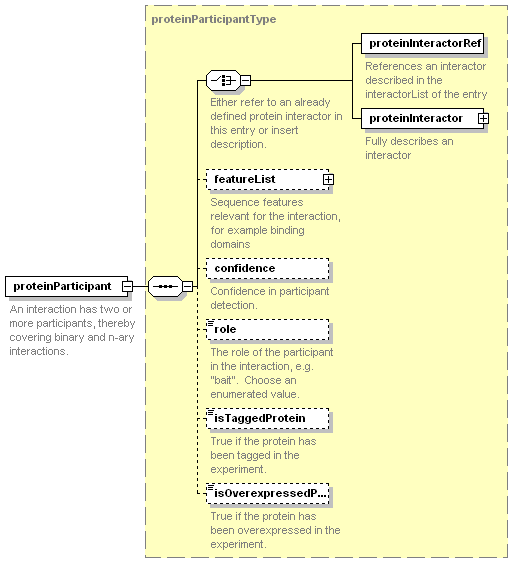 proteinParticipantType
proteinInteractorRef
References an interactor
described in the
interactorList of the entry
Either refer to an already
defined protein interactor in
this entry or insert
description.
proteinInteractor
Fully describes an
interactor
featureList
Sequence features
relevant for the interaction,
for example binding
domains
proteinParticipant
An interaction has two or
more participants, thereby
covering binary and n-ary
interactions.
confidence
Confidence in participant
detection.
role
The role of the participant
in the interaction, e.g.
"bait".  Choose an
enumerated value.
isTaggedProtein
True if the protein has
been tagged in the
experiment.
isOverexpressedP...
True if the protein has
been overexpressed in the
experiment.